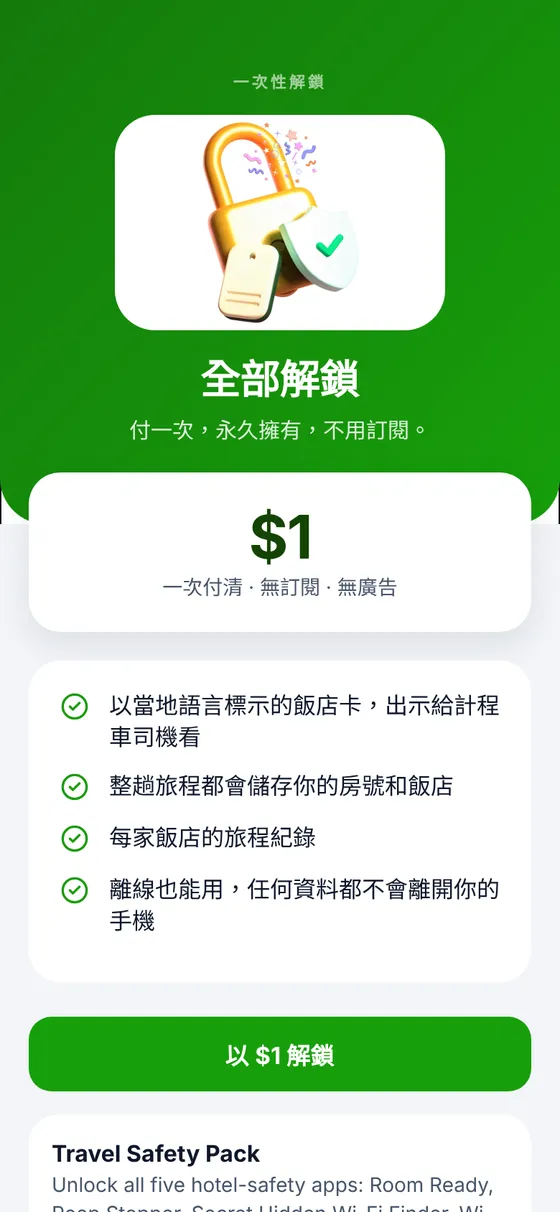 一次性解鎖
全部解鎖
付一次，永久擁有，不用訂閱。
$1
一次付清 · 無訂閱 · 無廣告
以當地語言標示的飯店卡，出示給計程
車司機看
整趟旅程都會儲存你的房號和飯店
每家飯店的旅程紀錄
離線也能用，任何資料都不會離開你的
手機
以 $1 解鎖
Travel Safety Pack
Unlock all five hotel-safety apps: Room Ready,